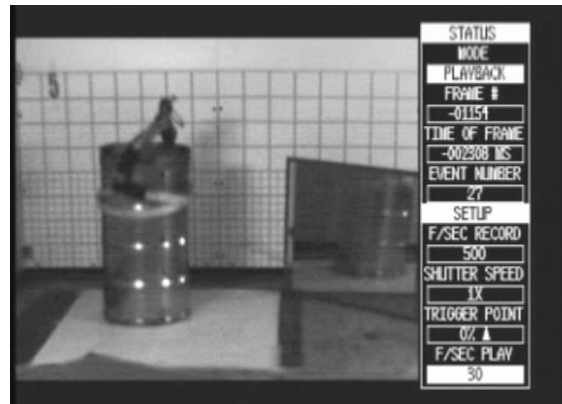 STATUS
MODE
PLAYBACK
FRAME #
-01154
TIME OF FRAME
-002308 MS
EVENT NUMBER
27
SETUP
F/SEC RECORD
500
SHUTTER SPEED
1X
TRIGGER POINT
0%
F/SEC PLAY
30
5